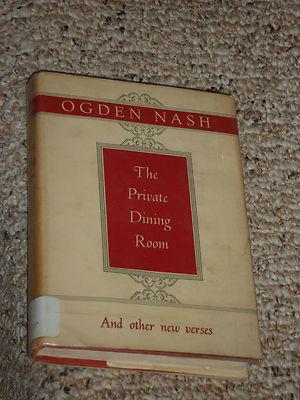 OGDEN NASH
The
Private
Dining
Room
And other new verses